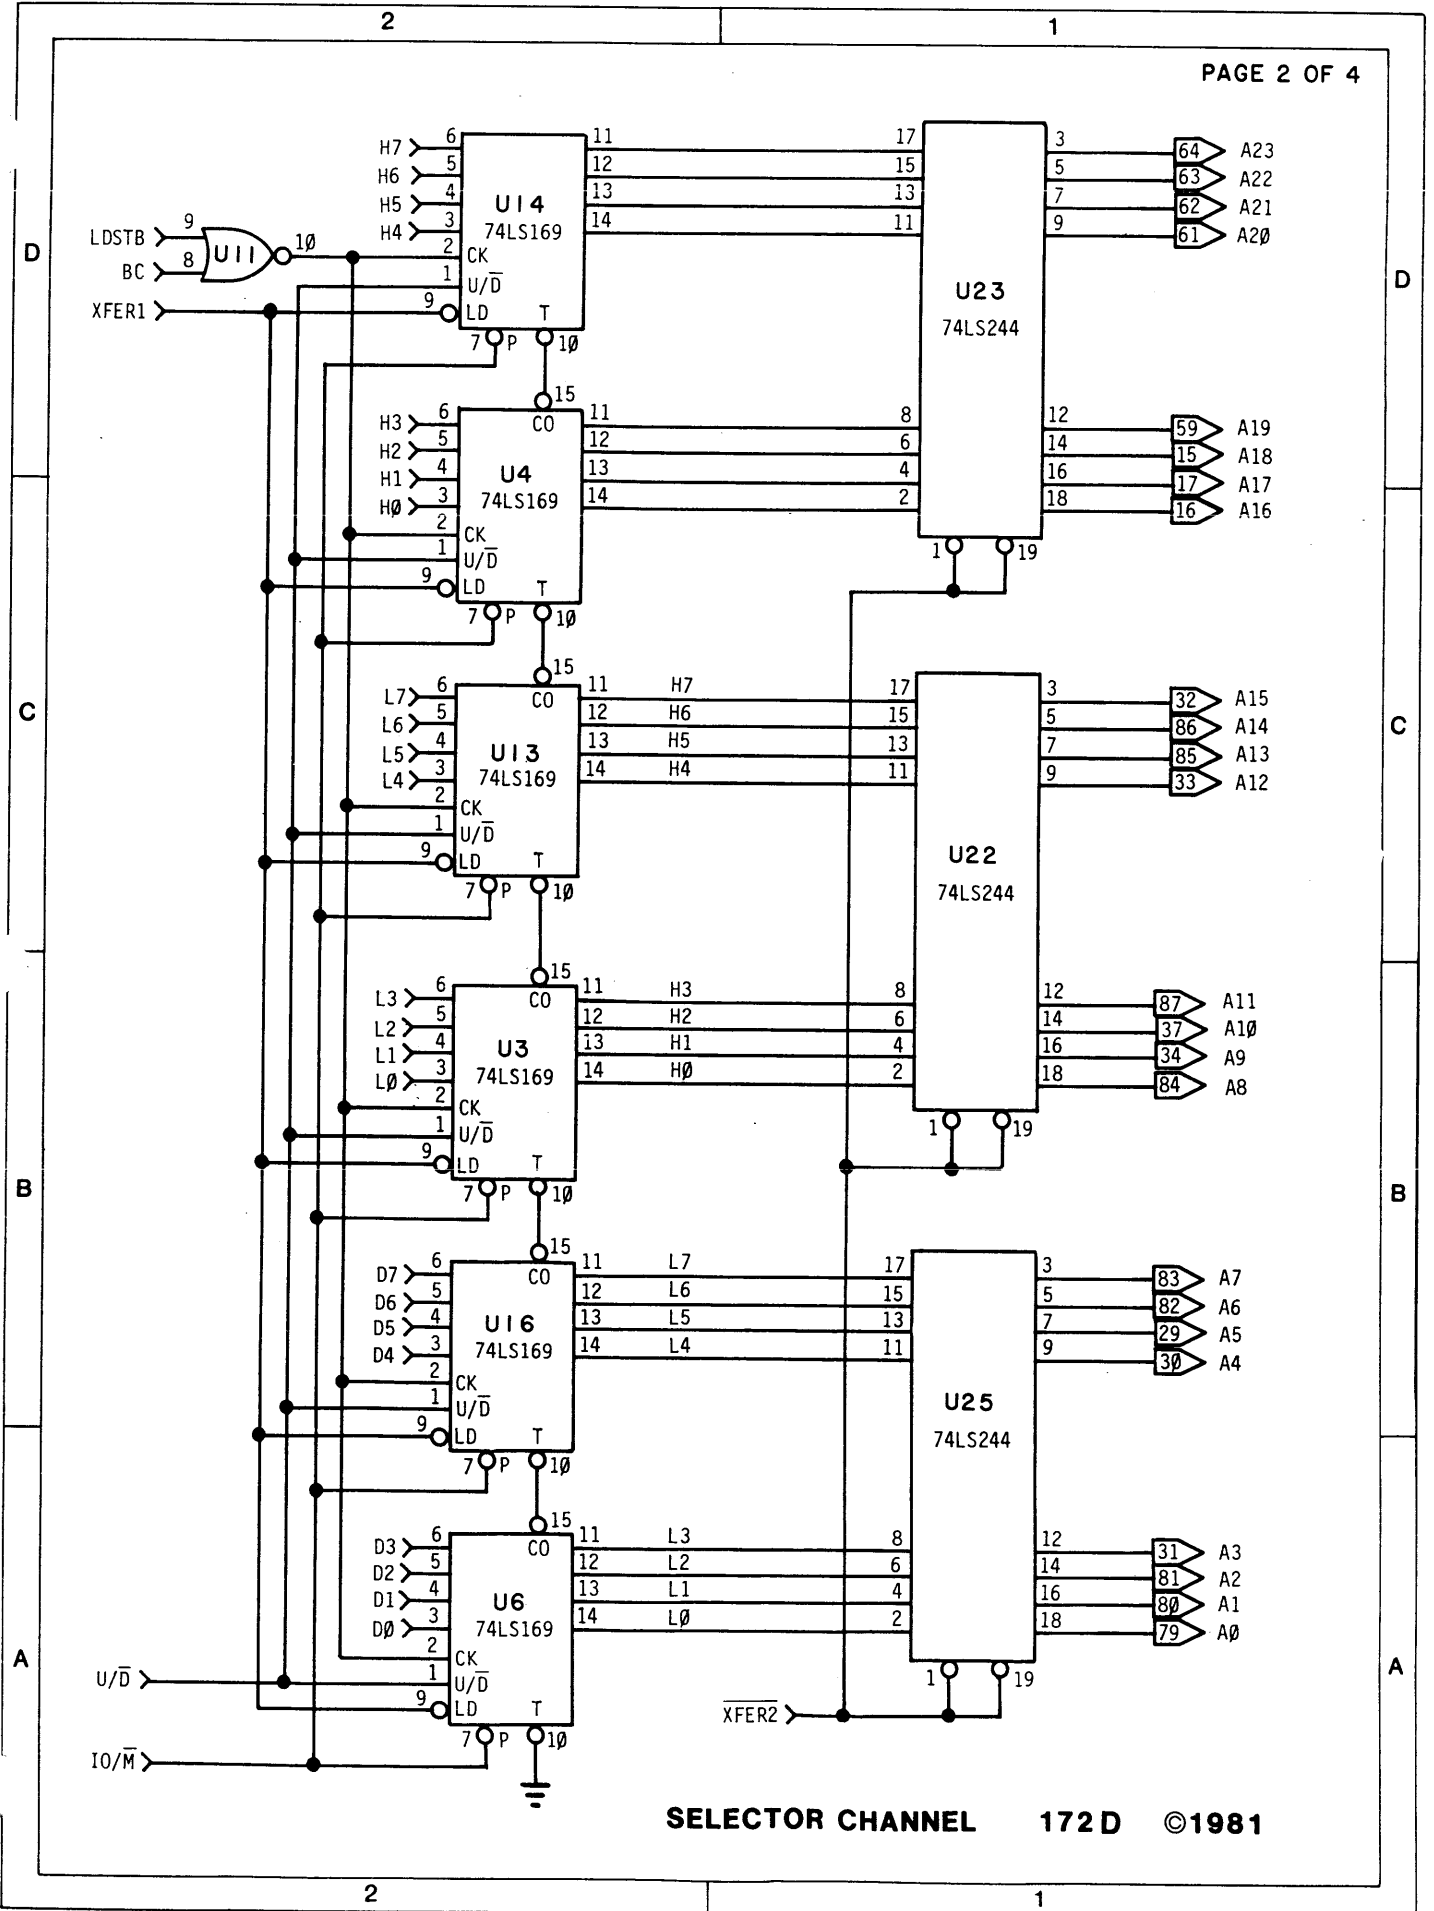 2 1
PAGE 2 OF 4
H7 6 11 17 3 64 A23
H6 5 12 15 5 63 A22
H5 4 13 13 7 62 A21
H4 3 14 11 9 61 A2Ø
U14
74LS169
LDSTB 9
BC 8
U11 1Ø
2 CK
1 U/D̅
XFER1 9 LD T
7 P 1Ø
U23
74LS244
D D
15
CO
H3 6 11 8 12 59 A19
H2 5 12 6 14 15 A18
H1 4 13 4 16 17 A17
HØ 3 14 2 18 16 A16
U4
74LS169
2 CK
1 U/D̅
9 LD T
7 P 1Ø
1 19
15
CO
L7 6 11 H7 17 3 32 A15
L6 5 12 H6 15 5 86 A14
L5 4 13 H5 13 7 85 A13
L4 3 14 H4 11 9 33 A12
U13
74LS169
2 CK
1 U/D̅
9 LD T
7 P 1Ø
U22
74LS244
C C
15
CO
L3 6 11 H3 8 12 87 A11
L2 5 12 H2 6 14 37 A1Ø
L1 4 13 H1 4 16 34 A9
LØ 3 14 HØ 2 18 84 A8
U3
74LS169
2 CK
1 U/D̅
9 LD T
7 P 1Ø
1 19
B B
15
CO
D7 6 11 L7 17 3 83 A7
D6 5 12 L6 15 5 82 A6
D5 4 13 L5 13 7 29 A5
D4 3 14 L4 11 9 3Ø A4
U16
74LS169
2 CK
1 U/D̅
9 LD T
7 P 1Ø
U25
74LS244
15
CO
D3 6 11 L3 8 12 31 A3
D2 5 12 L2 6 14 81 A2
D1 4 13 L1 4 16 8Ø A1
DØ 3 14 LØ 2 18 79 AØ
U6
74LS169
2 CK
U/D̅ 1 U/D̅
9 LD T
7 P 1Ø
1 19
X̅F̅E̅R̅2̅
IO/M̅
A A
SELECTOR CHANNEL 172D ©1981
2 1